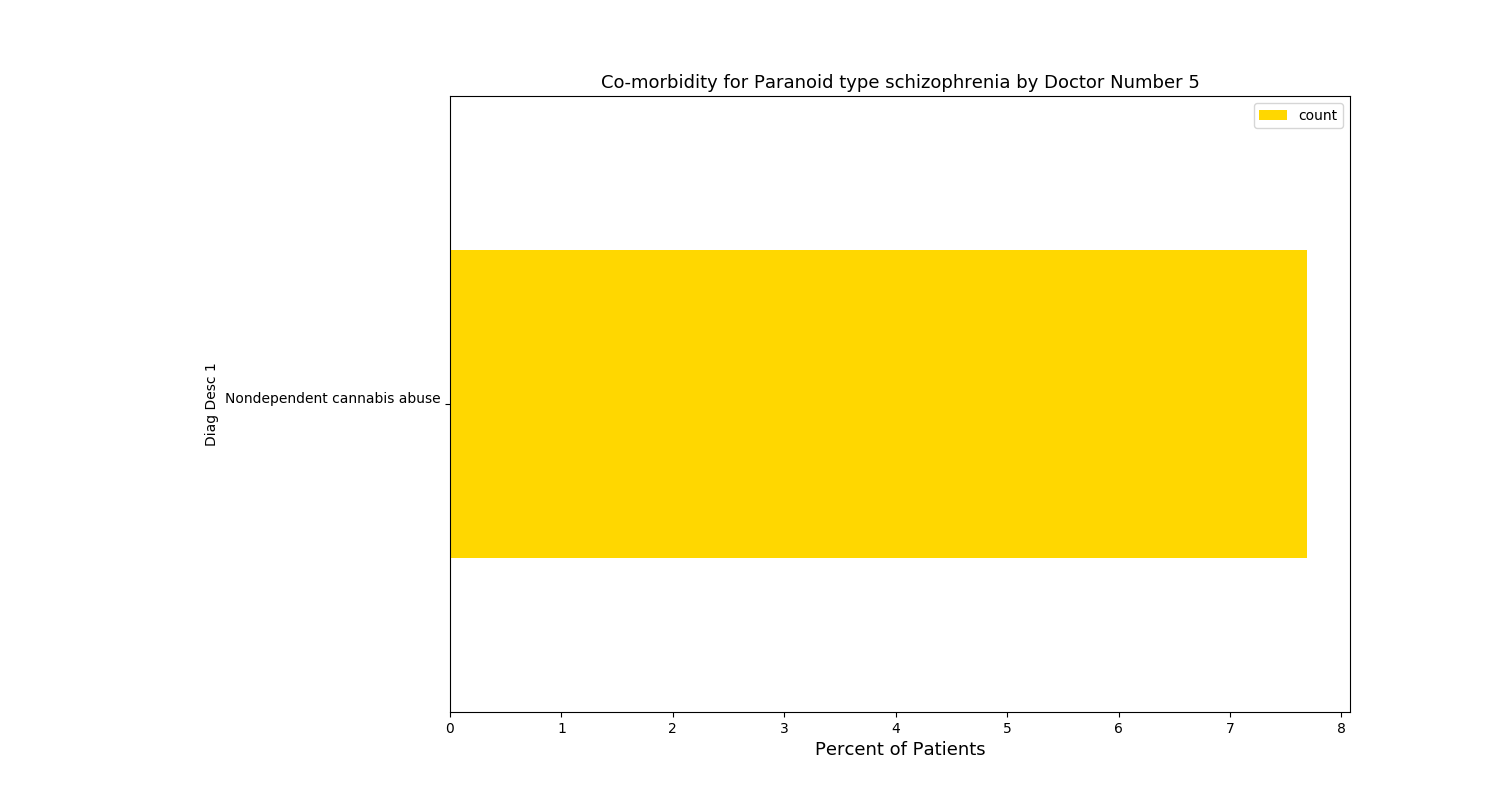 Co-morbidity for Paranoid type schizophrenia by Doctor Number 5
count
Diag Desc 1
Nondependent cannabis abuse
0 1 2 3 4 5 6 7 8
Percent of Patients